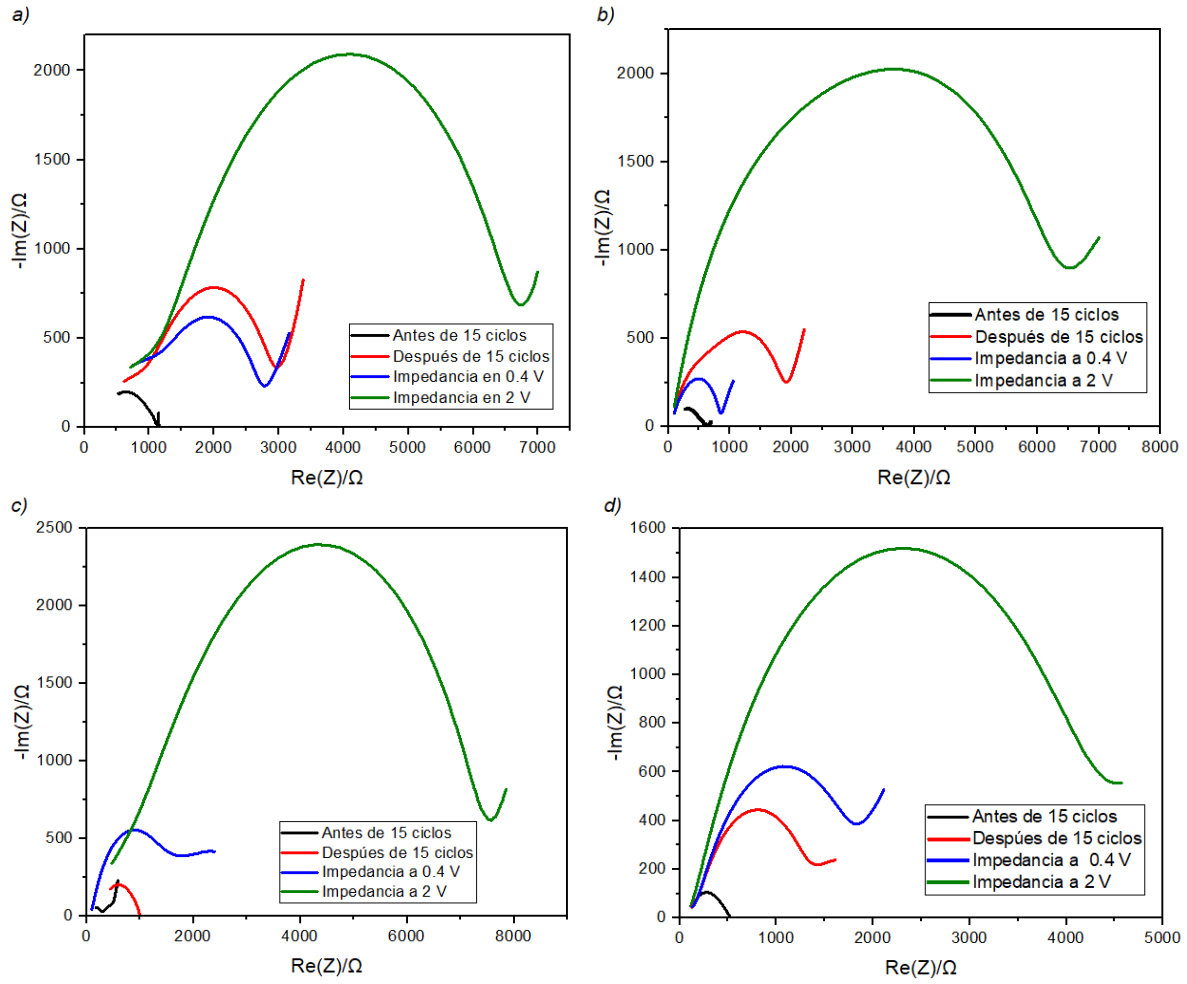 a)
2000
1500
1000
500
0
-Im(Z)/Ω
Antes de 15 ciclos
Después de 15 ciclos
Impedancia en 0.4 V
Impedancia en 2 V
0 1000 2000 3000 4000 5000 6000 7000
Re(Z)/Ω
b)
2000
1500
1000
500
0
-Im(Z)/Ω
Antes de 15 ciclos
Después de 15 ciclos
Impedancia a 0.4 V
Impedancia a 2 V
0 1000 2000 3000 4000 5000 6000 7000 8000
Re(Z)/Ω
c)
2500
2000
1500
1000
500
0
-Im(Z)/Ω
Antes de 15 ciclos
Despúes de 15 ciclos
Impedancia a 0.4 V
Impedancia a 2 V
0 2000 4000 6000 8000
Re(Z)/Ω
d)
1600
1400
1200
1000
800
600
400
200
0
-Im(Z)/Ω
Antes de 15 ciclos
Despúes de 15 ciclos
Impedancia a 0.4 V
Impedancia a 2 V
0 1000 2000 3000 4000 5000
Re(Z)/Ω